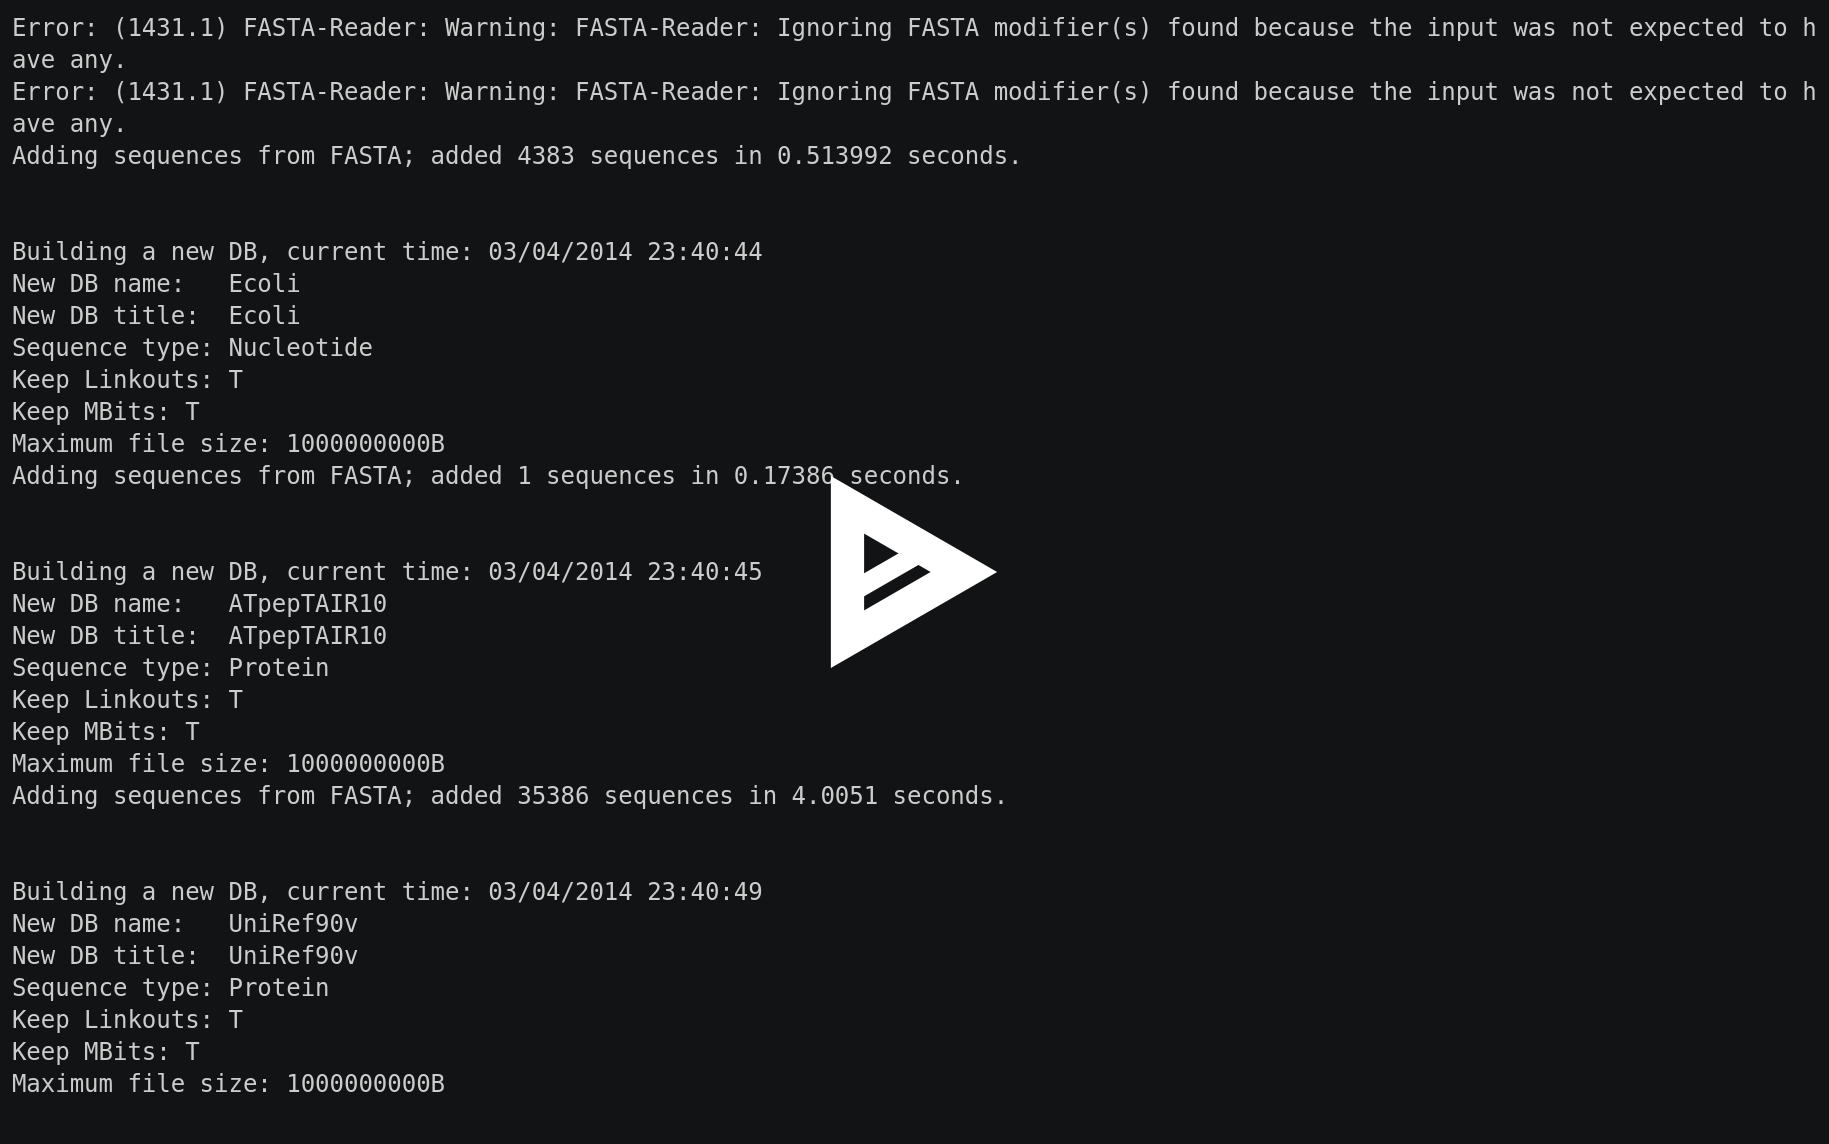 Error: (1431.1) FASTA-Reader: Warning: FASTA-Reader: Ignoring FASTA modifier(s) found because the input was not expected to h
ave any.
Error: (1431.1) FASTA-Reader: Warning: FASTA-Reader: Ignoring FASTA modifier(s) found because the input was not expected to h
ave any.
Adding sequences from FASTA; added 4383 sequences in 0.513992 seconds.
Building a new DB, current time: 03/04/2014 23:40:44
New DB name:   Ecoli
New DB title:  Ecoli
Sequence type: Nucleotide
Keep Linkouts: T
Keep MBits: T
Maximum file size: 1000000000B
Adding sequences from FASTA; added 1 sequences in 0.17386 seconds.
Building a new DB, current time: 03/04/2014 23:40:45
New DB name:   ATpepTAIR10
New DB title:  ATpepTAIR10
Sequence type: Protein
Keep Linkouts: T
Keep MBits: T
Maximum file size: 1000000000B
Adding sequences from FASTA; added 35386 sequences in 4.0051 seconds.
Building a new DB, current time: 03/04/2014 23:40:49
New DB name:   UniRef90v
New DB title:  UniRef90v
Sequence type: Protein
Keep Linkouts: T
Keep MBits: T
Maximum file size: 1000000000B